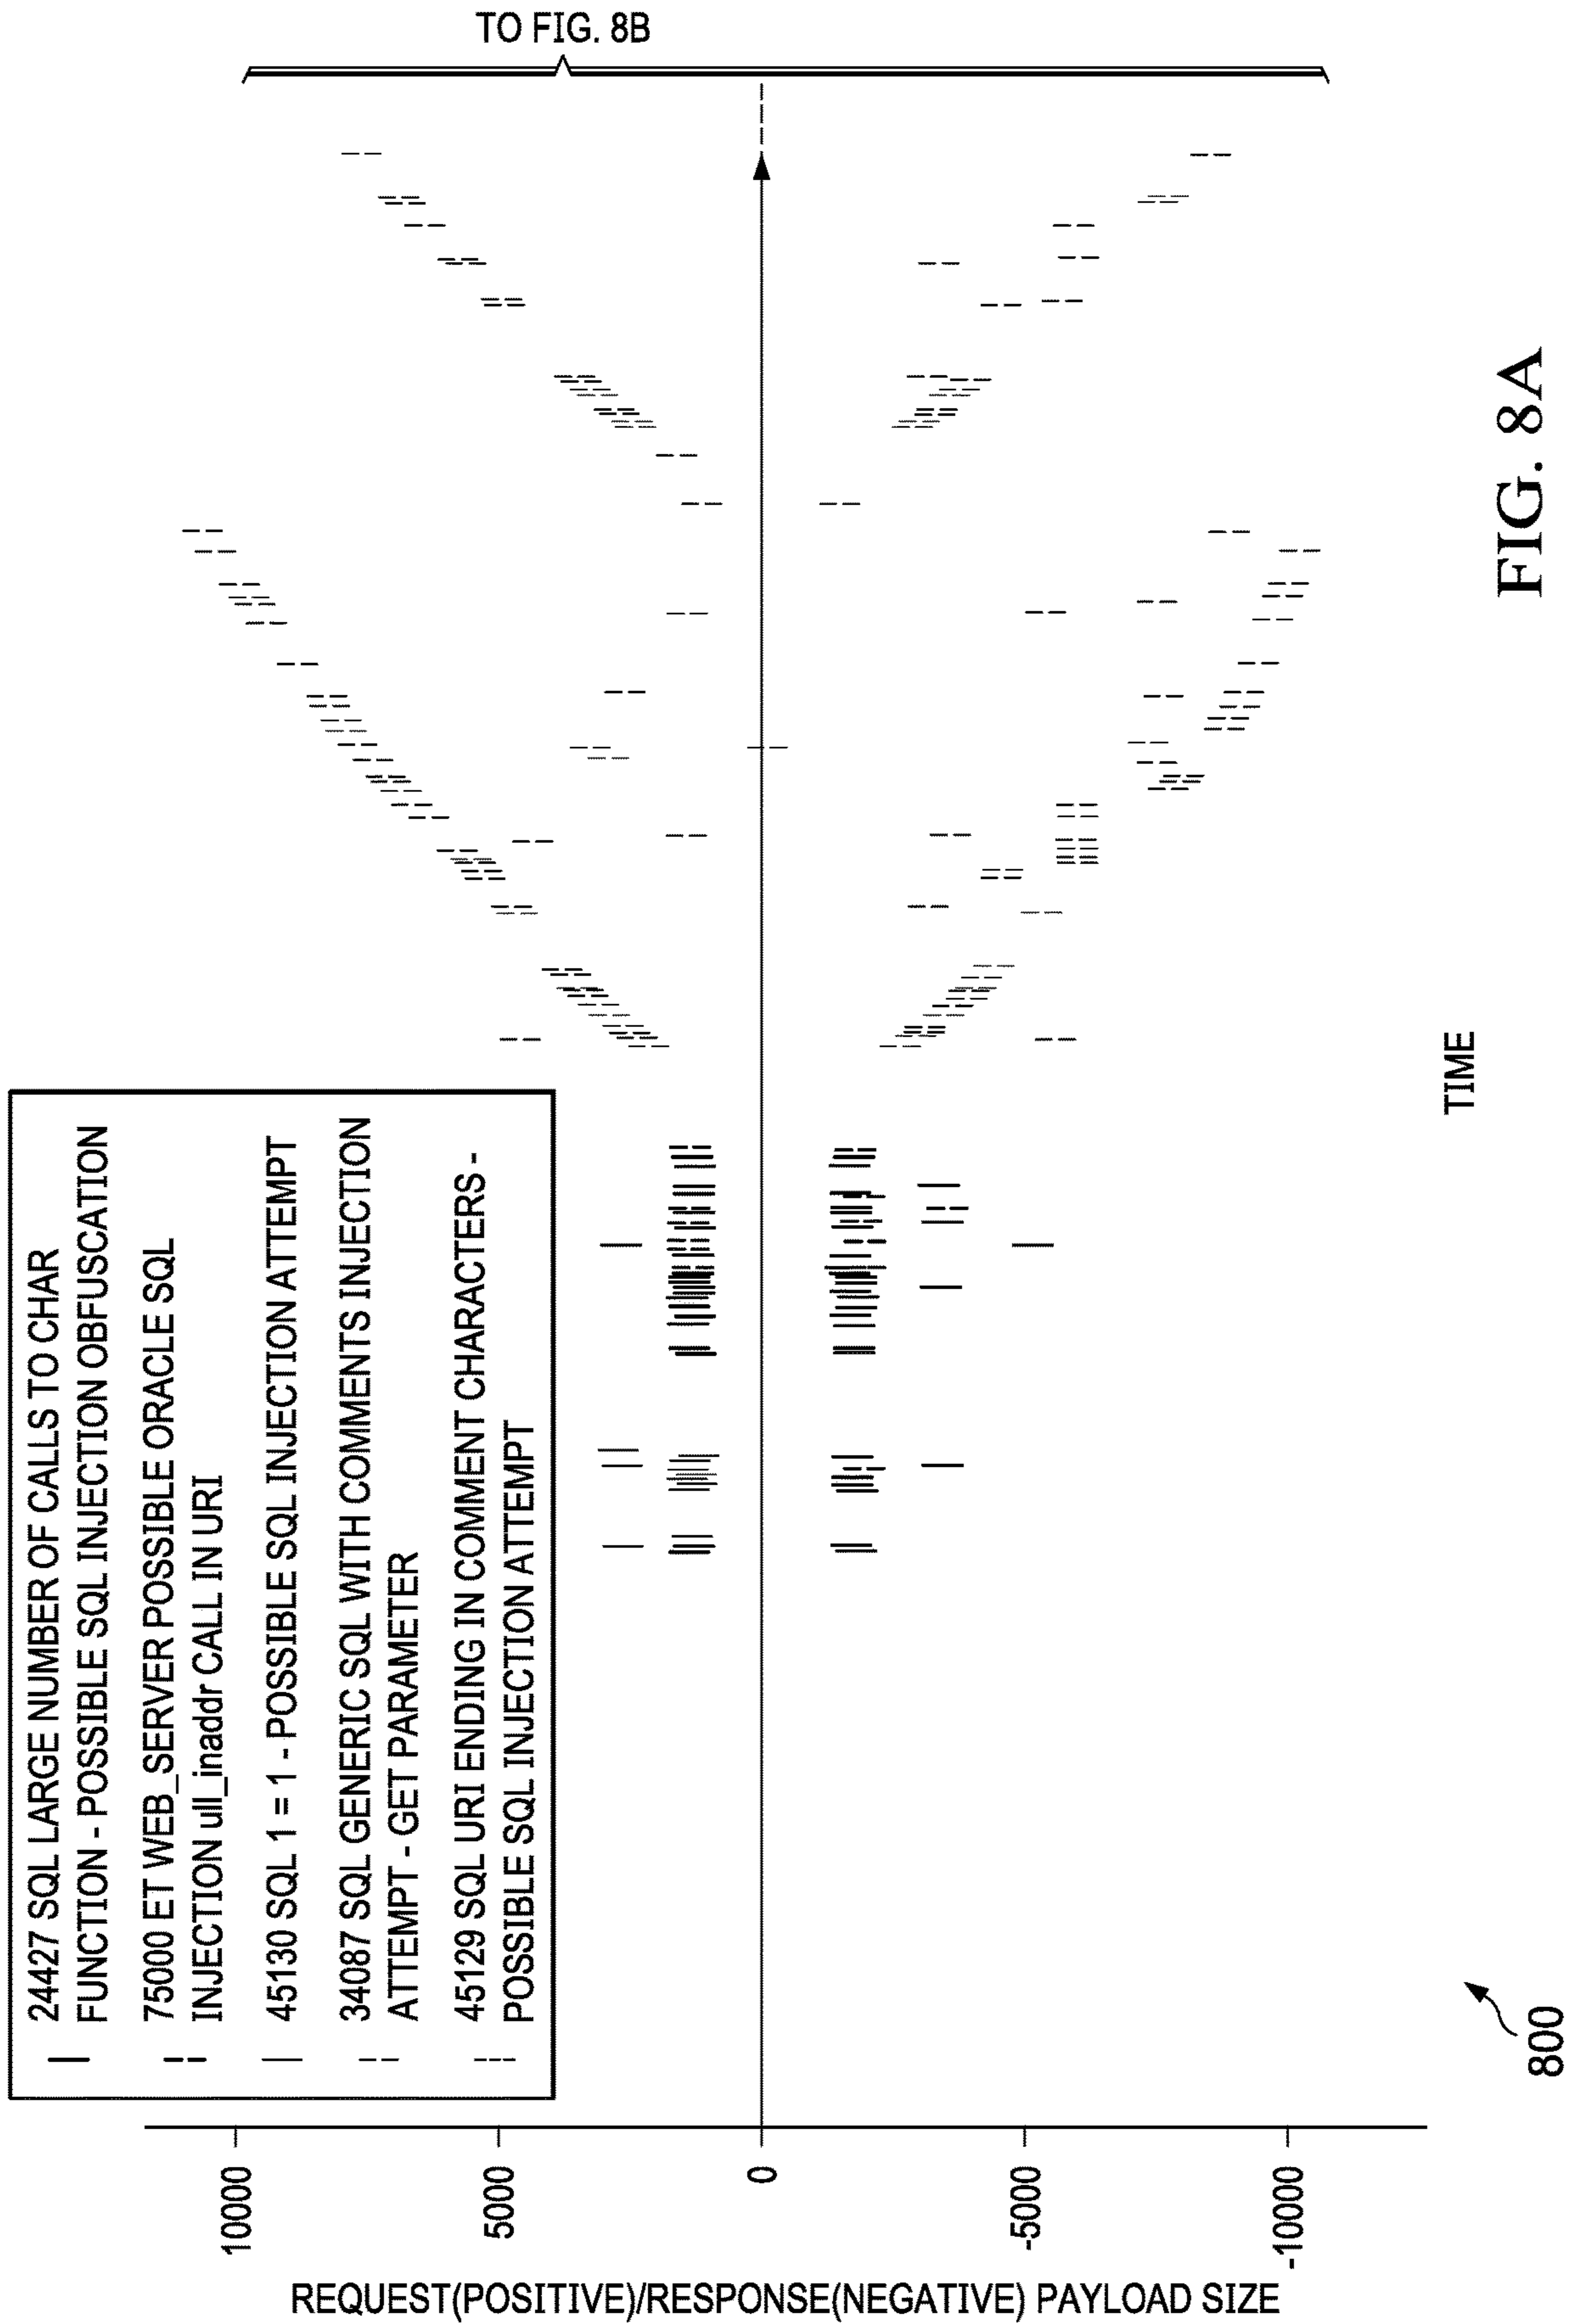 TO FIG. 8B
24427 SQL LARGE NUMBER OF CALLS TO CHAR
FUNCTION - POSSIBLE SQL INJECTION OBFUSCATION
75000 ET WEB_SERVER POSSIBLE ORACLE SQL
INJECTION ull_inaddr CALL IN URI
45130 SQL 1 = 1 - POSSIBLE SQL INJECTION ATTEMPT
34087 SQL GENERIC SQL WITH COMMENTS INJECTION
ATTEMPT - GET PARAMETER
45129 SQL URI ENDING IN COMMENT CHARACTERS -
POSSIBLE SQL INJECTION ATTEMPT
REQUEST(POSITIVE)/RESPONSE(NEGATIVE) PAYLOAD SIZE
10000
5000
0
-5000
-10000
TIME
800
FIG. 8A